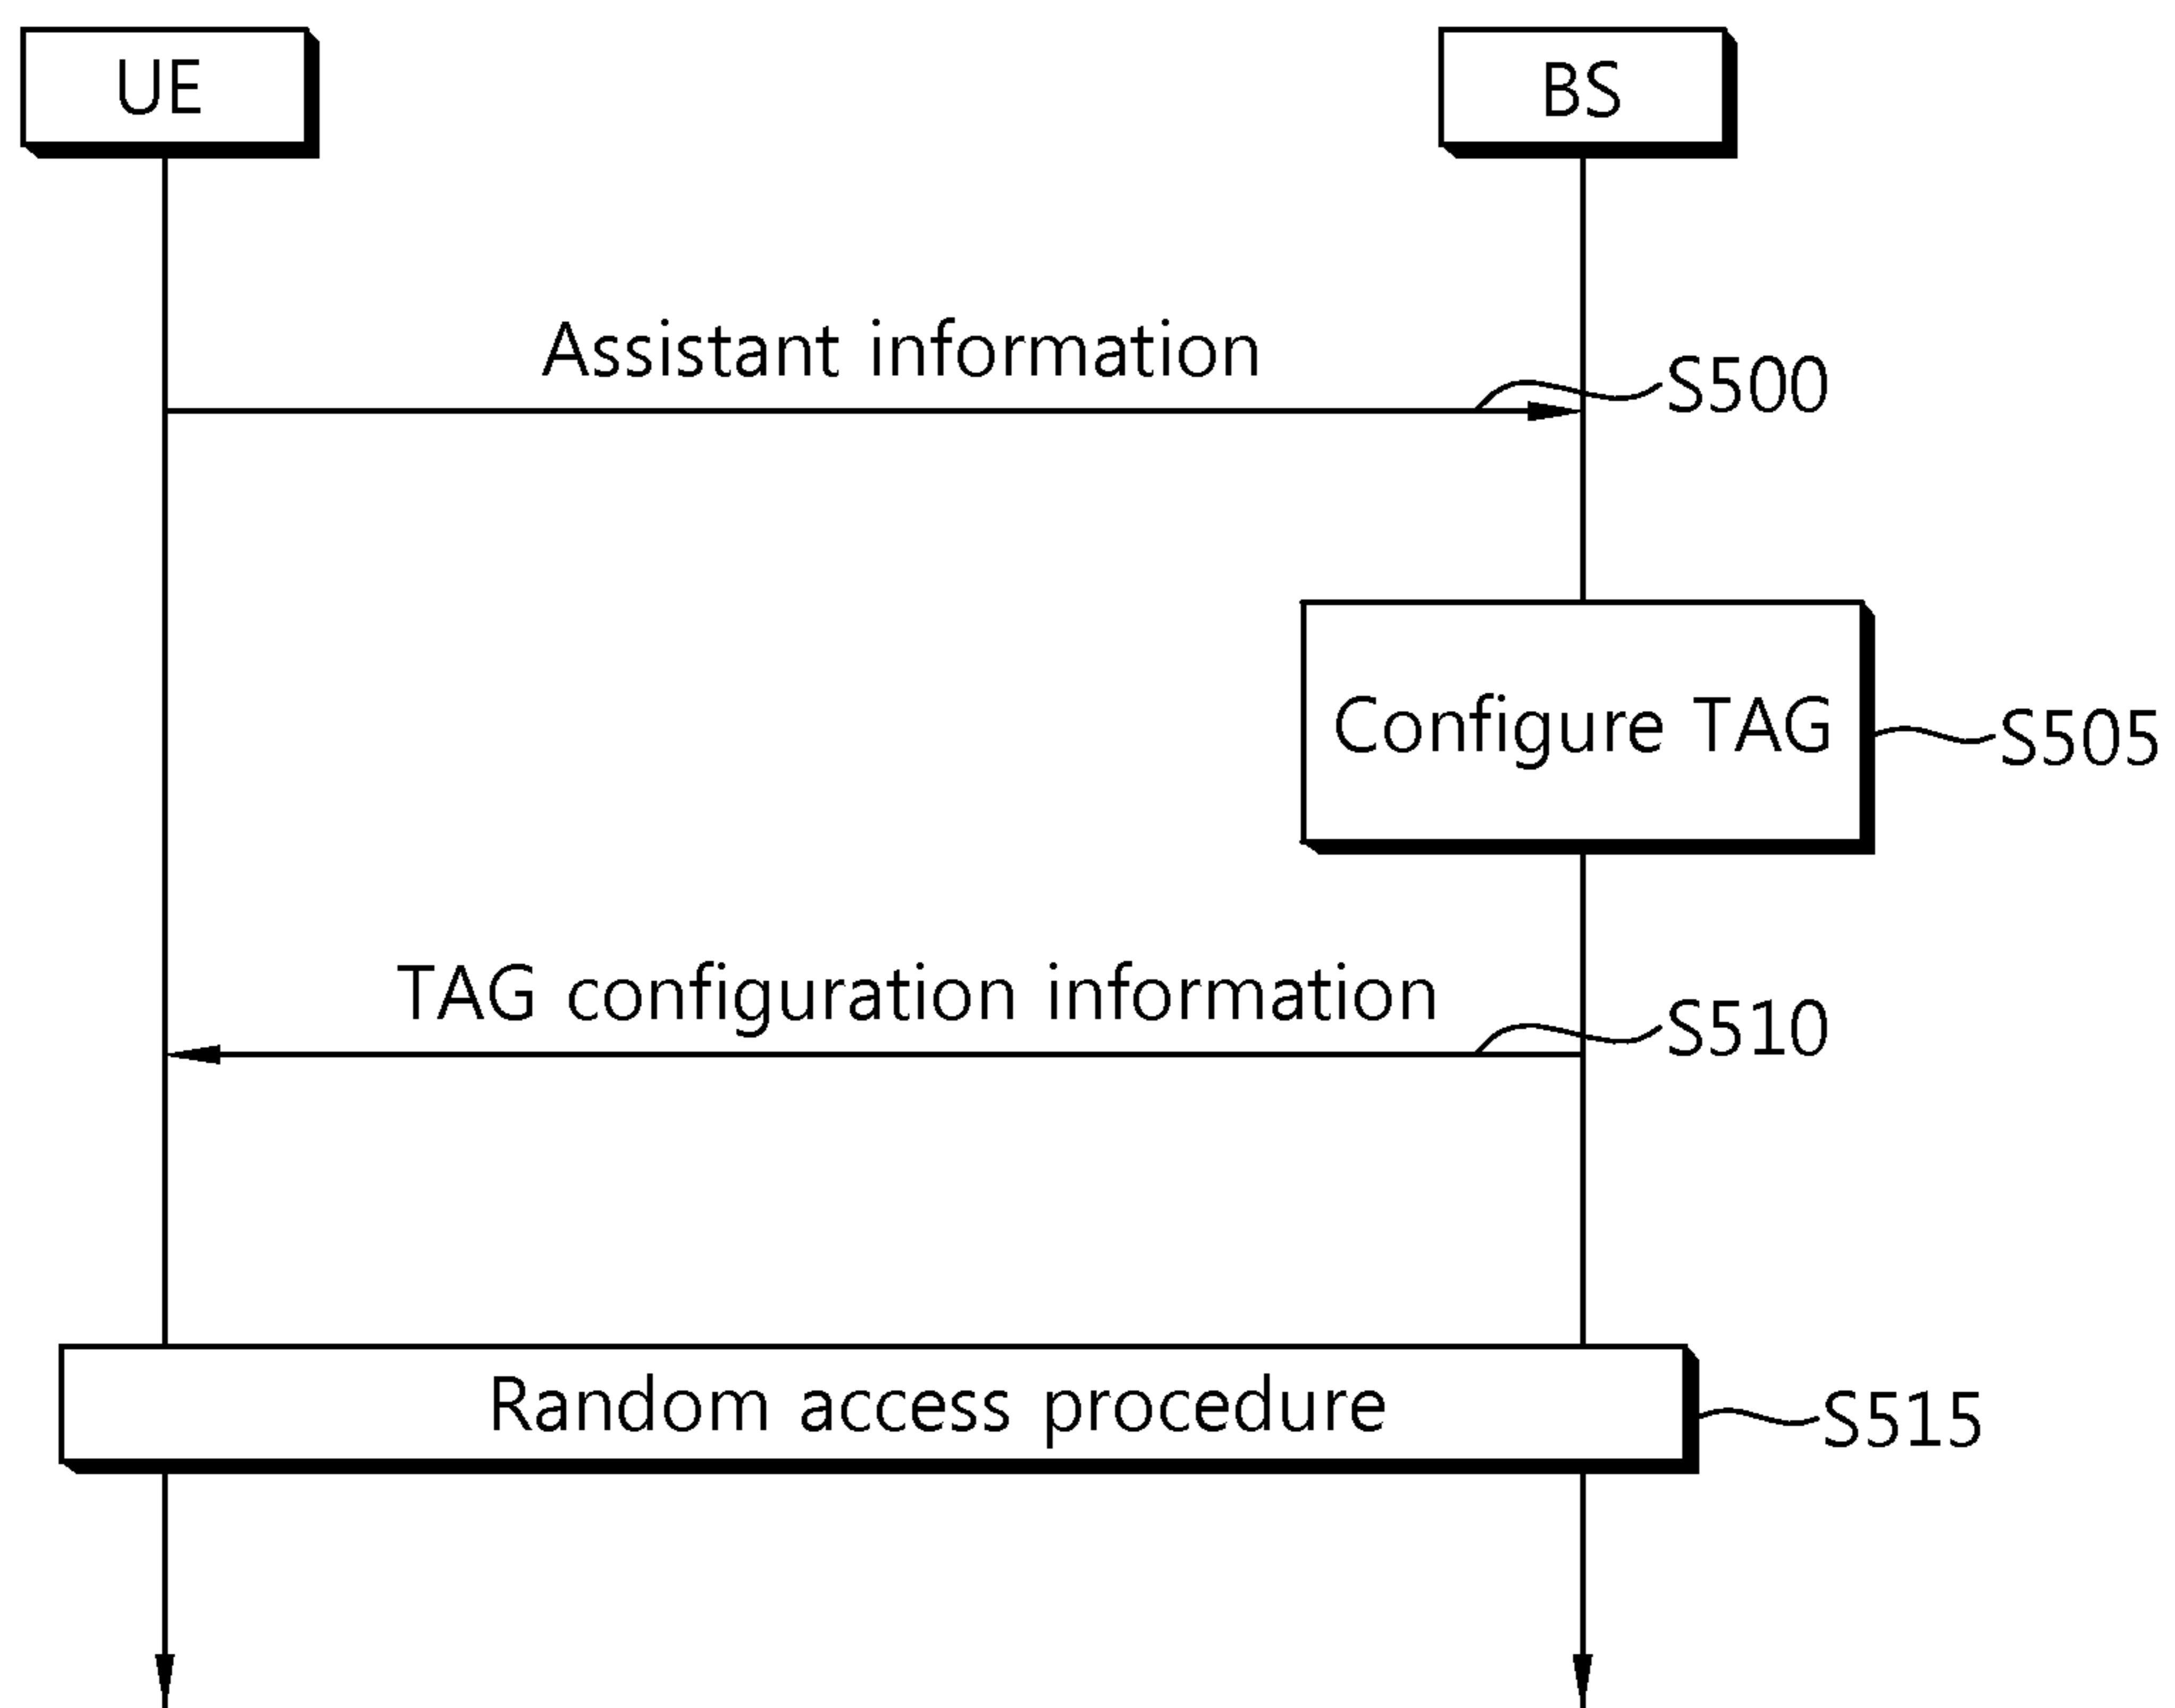 UE
BS
Assistant information
S500
Configure TAG
S505
TAG configuration information
S510
Random access procedure
S515